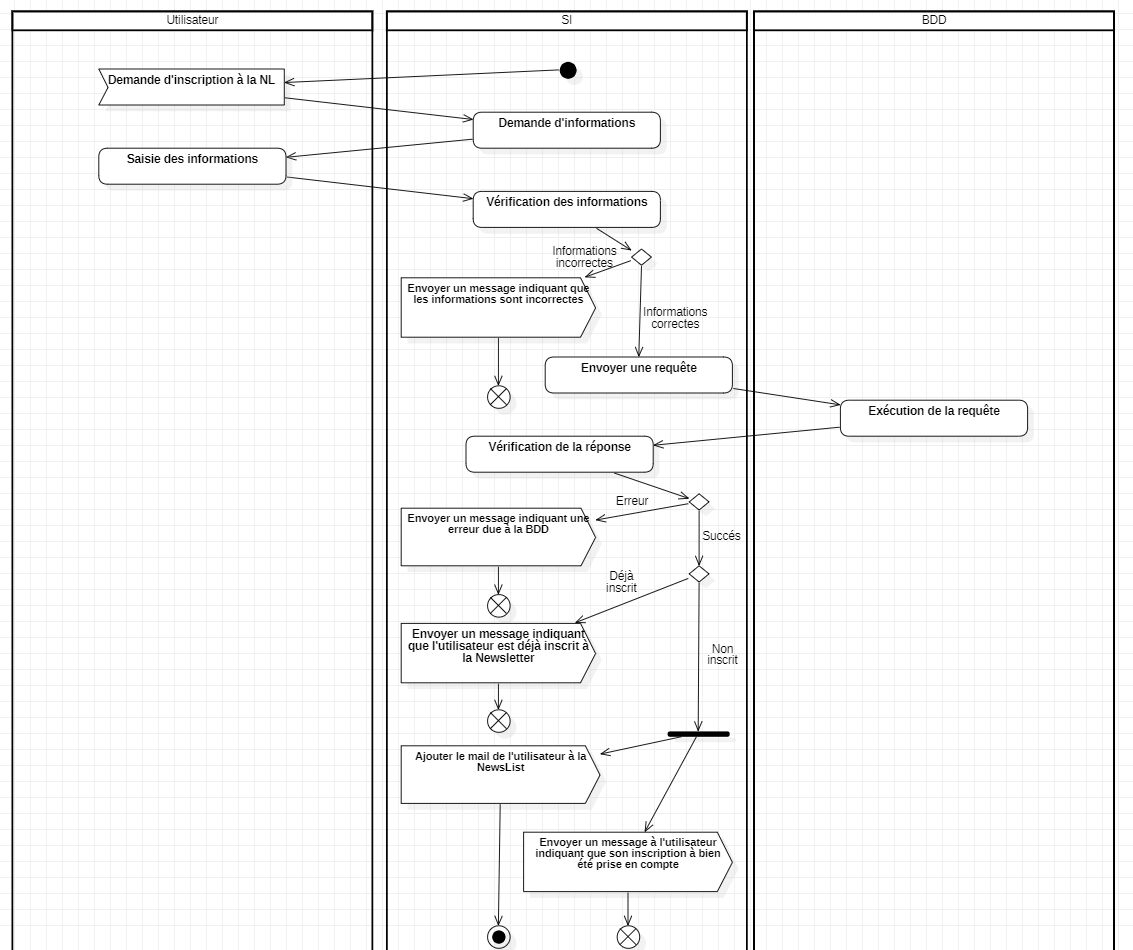 Utilisateur
SI
BDD
Demande d'inscription à la NL
Demande d'informations
Saisie des informations
Vérification des informations
Informations
incorrectes
Envoyer un message indiquant que
les informations sont incorrectes
Informations
correctes
Envoyer une requête
Exécution de la requête
Vérification de la réponse
Erreur
Envoyer un message indiquant une
erreur due à la BDD
Succés
Déjà
inscrit
Envoyer un message indiquant
que l'utilisateur est déjà inscrit à
la Newsletter
Non
inscrit
Ajouter le mail de l'utilisateur à la
NewsList
Envoyer un message à l'utilisateur
indiquant que son inscription à bien
été prise en compte